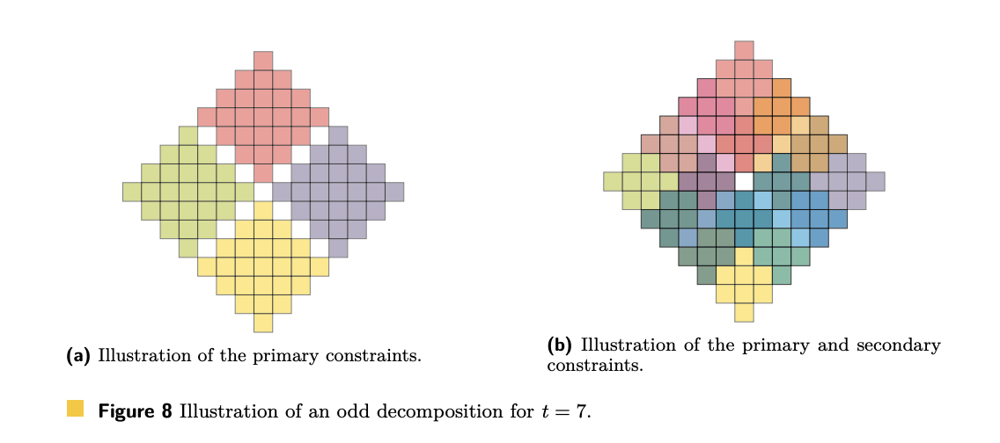 (a) Illustration of the primary constraints.
(b) Illustration of the primary and secondary
constraints.
Figure 8 Illustration of an odd decomposition for t = 7.